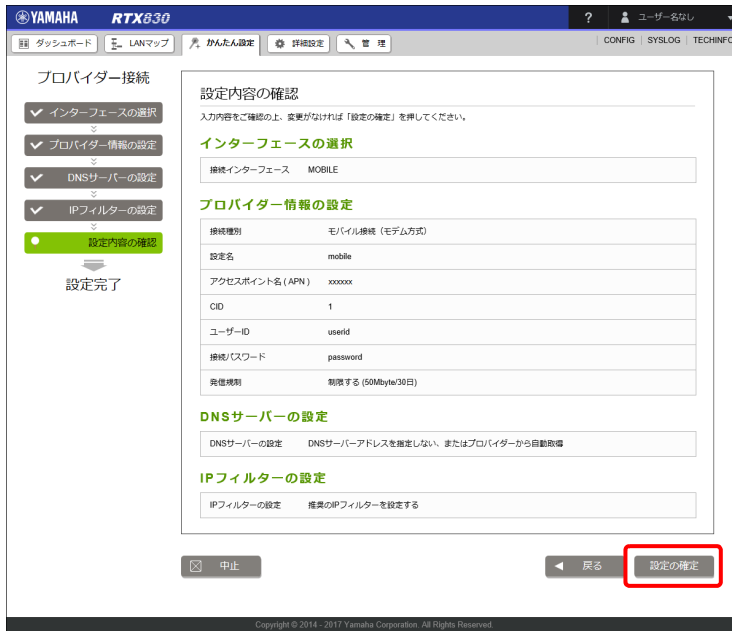 YAMAHA RTX830 ? ユーザー名なし
ダッシュボード LANマップ かんたん設定 詳細設定 管 理 CONFIG SYSLOG TECHINFO
プロバイダー接続
インターフェースの選択
プロバイダー情報の設定
DNSサーバーの設定
IPフィルターの設定
設定内容の確認
設定完了
設定内容の確認
入力内容をご確認の上、変更がなければ「設定の確定」を押してください。
インターフェースの選択
接続インターフェース MOBILE
プロバイダー情報の設定
接続種別 モバイル接続（モデム方式）
設定名 mobile
アクセスポイント名 ( APN ) xxxxxx
CID 1
ユーザーID userid
接続パスワード password
発信規制 制限する (50Mbyte/30日)
DNSサーバーの設定
DNSサーバーの設定 DNSサーバーアドレスを指定しない、またはプロバイダーから自動取得
IPフィルターの設定
IPフィルターの設定 推奨のIPフィルターを設定する
中止 戻る 設定の確定
Copyright © 2014 - 2017 Yamaha Corporation. All Rights Reserved.